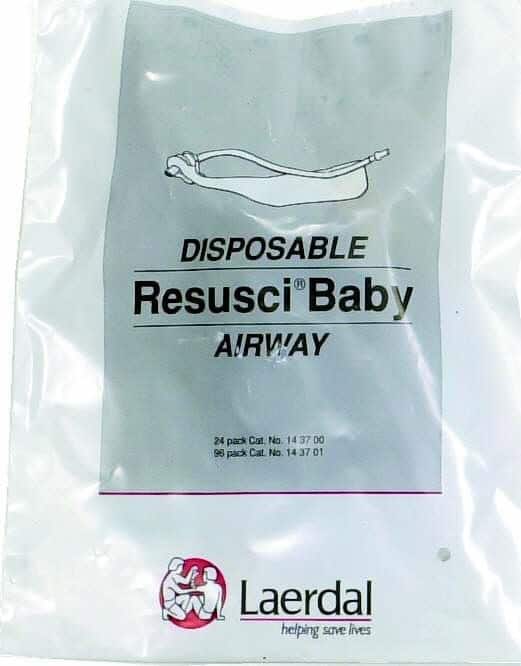 DISPOSABLE
Resusci® Baby
AIRWAY
24 pack Cat. No. 14 37 00
96 pack Cat. No. 14 37 01
Laerdal
helping save lives